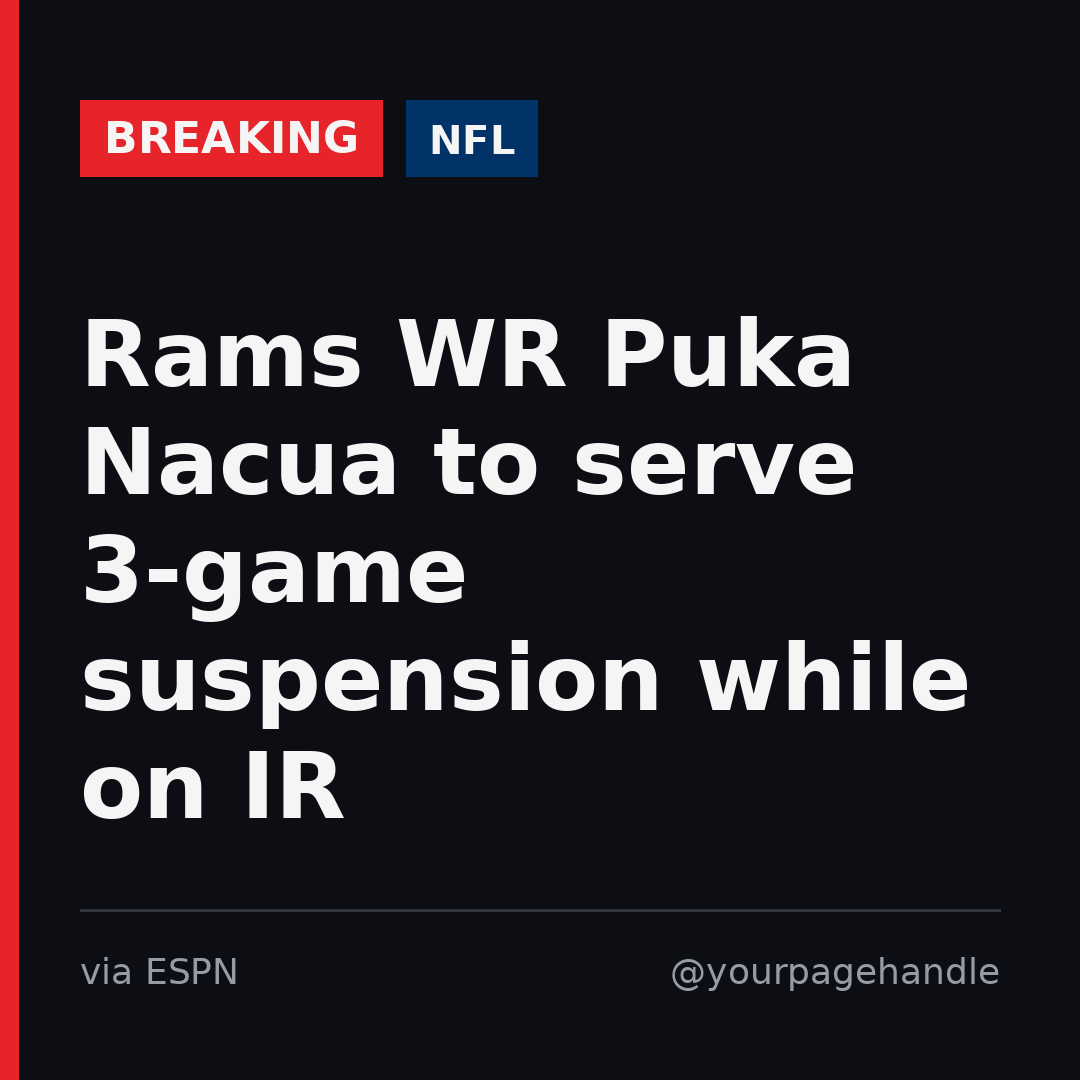 BREAKING NFL
Rams WR Puka
Nacua to serve
3-game
suspension while
on IR
via ESPN @yourpagehandle